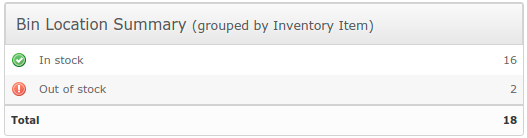 Bin Location Summary (grouped by Inventory Item)
In stock 16
Out of stock 2
Total 18